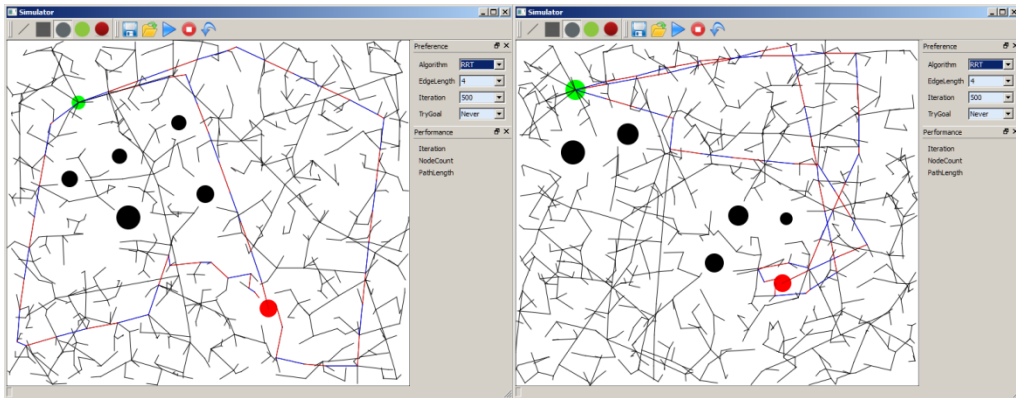 Simulator
Preference
Algorithm RRT
EdgeLength 4
Iteration 500
TryGoal Never
Performance
Iteration
NodeCount
PathLength
Simulator
Preference
Algorithm RRT
EdgeLength 4
Iteration 500
TryGoal Never
Performance
Iteration
NodeCount
PathLength